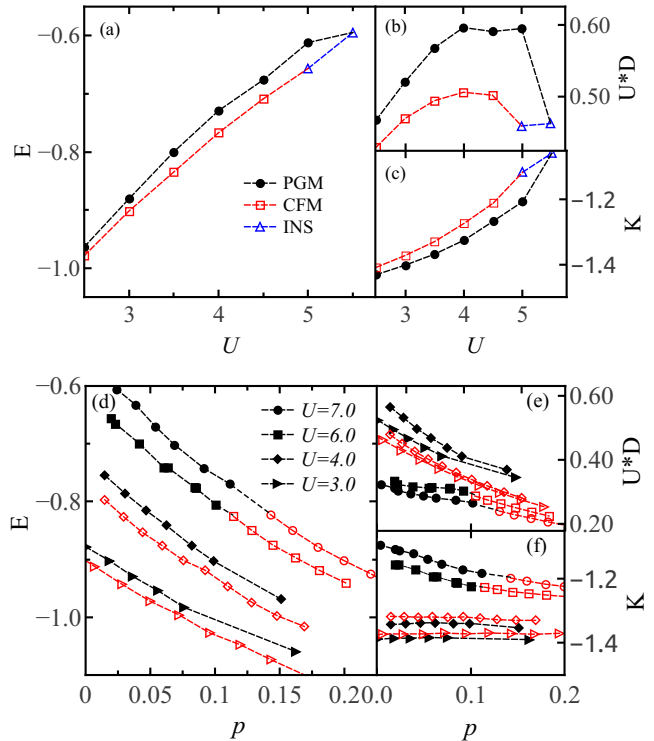 −0.6
−0.8
−1.0
E
(a)
PGM
CFM
INS
3
4
5
U
(b)
0.60
0.45
U*D
(c)
−1.2
−1.4
K
3
4
5
U
−0.6
−0.8
−1.0
E
(d)
U=7.0
U=6.0
U=4.0
U=3.0
0
0.05
0.10
0.15
0.20
p
(e)
0.60
0.40
0.20
U*D
(f)
−1.2
−1.4
K
0.0
0.1
0.2
p